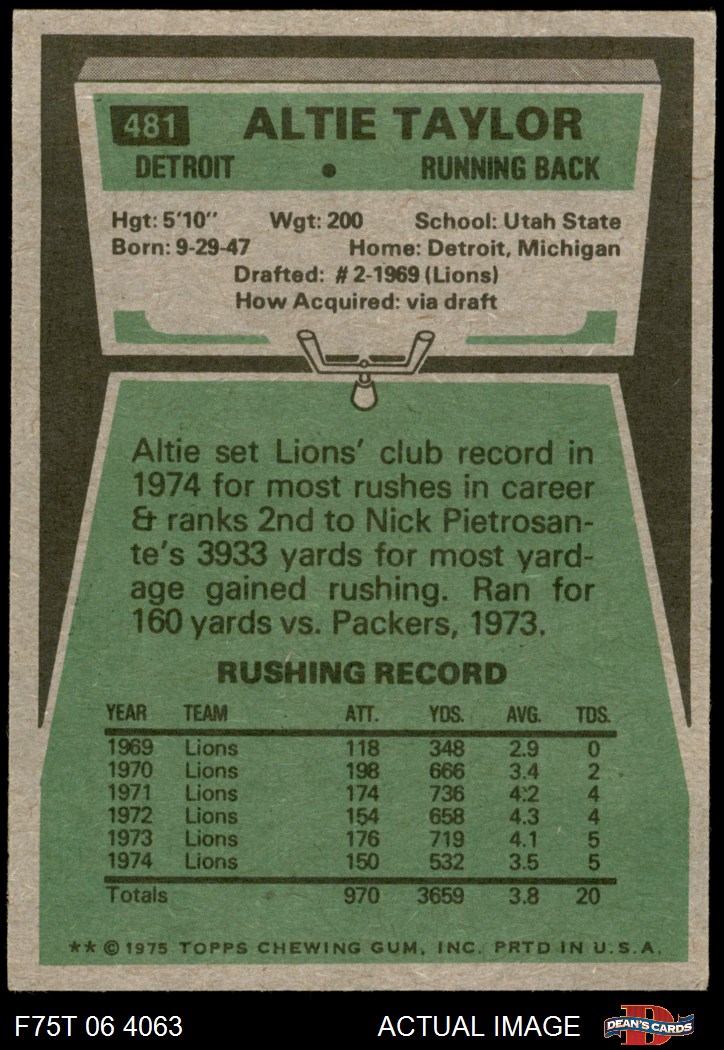 481 ALTIE TAYLOR
DETROIT • RUNNING BACK
Hgt: 5'10" Wgt: 200 School: Utah State
Born: 9-29-47 Home: Detroit, Michigan
Drafted: #2-1969 (Lions)
How Acquired: via draft
Altie set Lions' club record in
1974 for most rushes in career
& ranks 2nd to Nick Pietrosan-
te's 3933 yards for most yard-
age gained rushing. Ran for
160 yards vs. Packers, 1973.
RUSHING RECORD
YEAR TEAM ATT. YDS. AVG. TDS.
1969 Lions 118 348 2.9 0
1970 Lions 198 666 3.4 2
1971 Lions 174 736 4.2 4
1972 Lions 154 658 4.3 4
1973 Lions 176 719 4.1 5
1974 Lions 150 532 3.5 5
Totals 970 3659 3.8 20
** © 1975 TOPPS CHEWING GUM, INC. PRTD IN U.S.A.
F75T 06 4063 ACTUAL IMAGE D DEAN'S CARDS